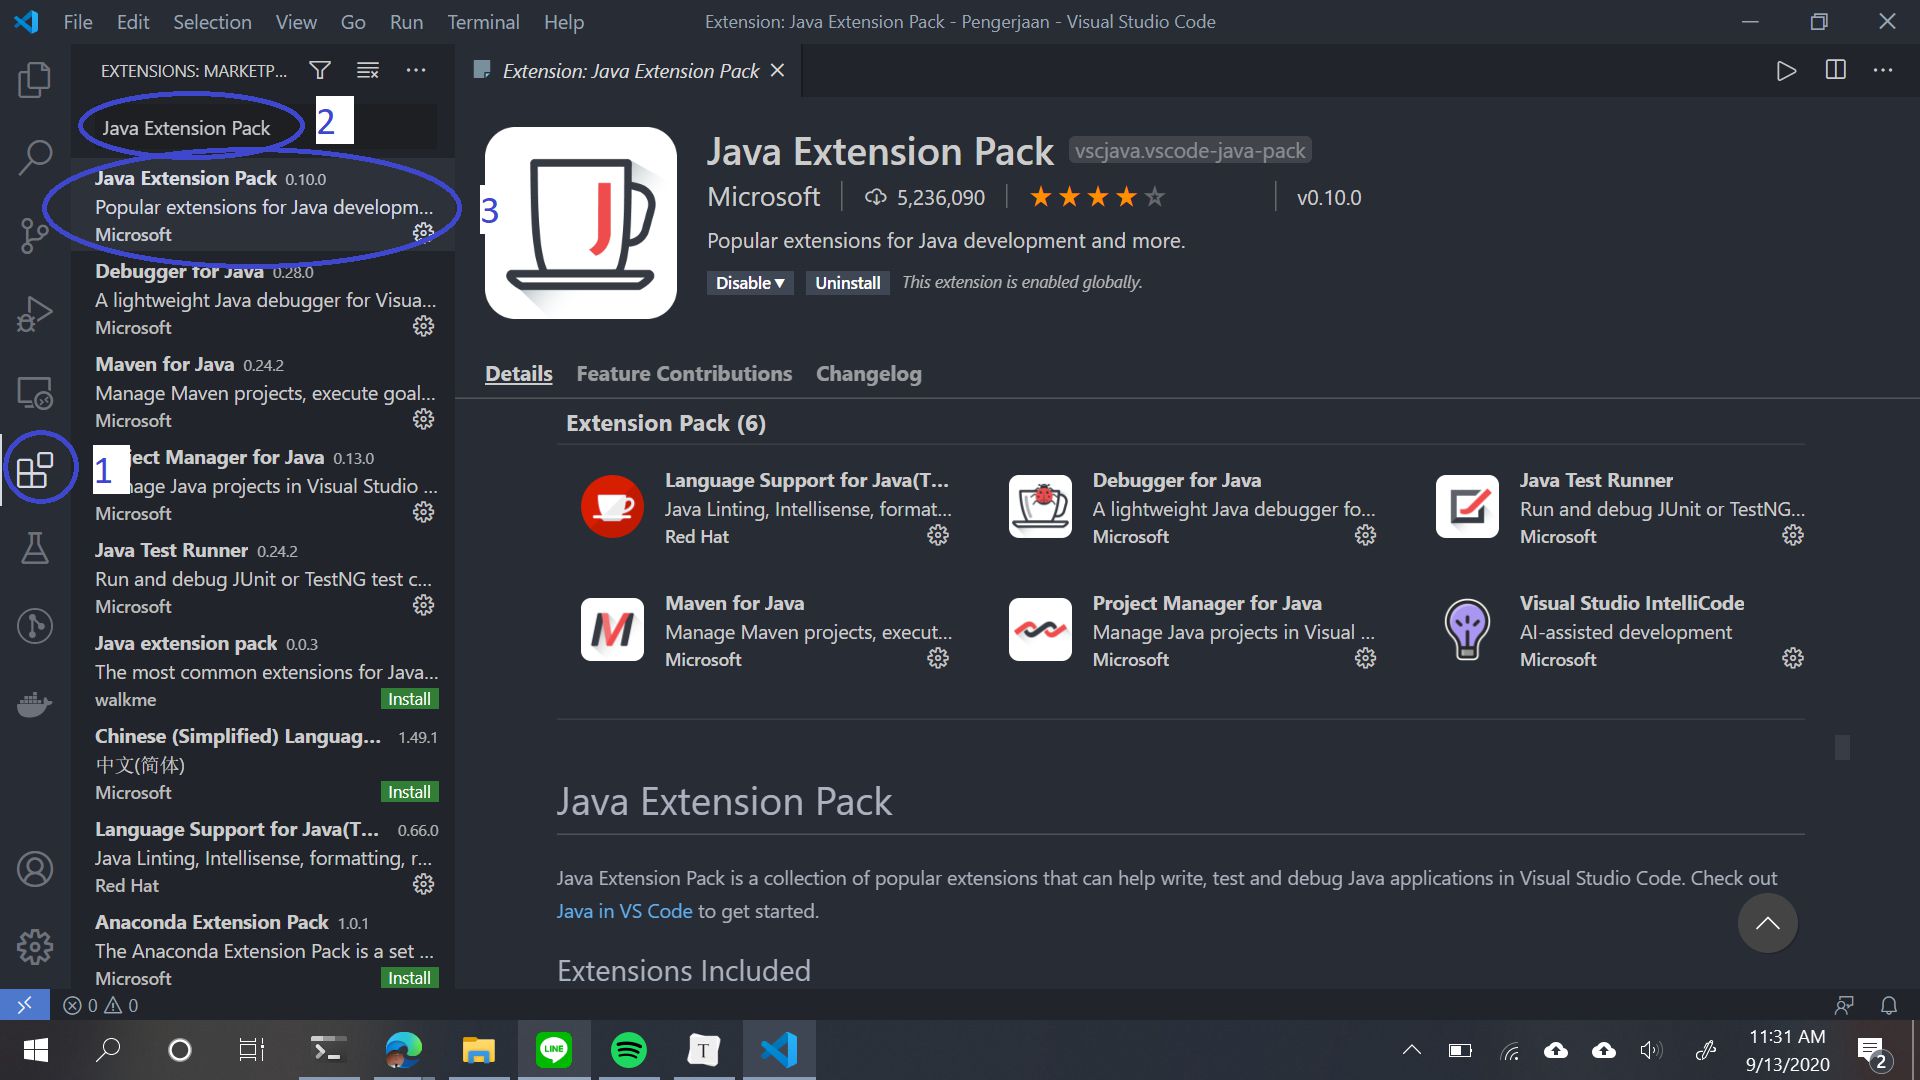 File Edit Selection View Go Run Terminal Help
Extension: Java Extension Pack - Pengerjaan - Visual Studio Code
EXTENSIONS: MARKETP...
Java Extension Pack
2
Java Extension Pack 0.10.0
Popular extensions for Java developm...
Microsoft
3
Debugger for Java 0.28.0
A lightweight Java debugger for Visua...
Microsoft
Maven for Java 0.24.2
Manage Maven projects, execute goal...
Microsoft
1
ject Manager for Java 0.13.0
nage Java projects in Visual Studio ...
Microsoft
Java Test Runner 0.24.2
Run and debug JUnit or TestNG test c...
Microsoft
Java extension pack 0.0.3
The most common extensions for Java...
walkme Install
Chinese (Simplified) Languag... 1.49.1
中文(简体)
Microsoft Install
Language Support for Java(T... 0.66.0
Java Linting, Intellisense, formatting, r...
Red Hat
Anaconda Extension Pack 1.0.1
The Anaconda Extension Pack is a set ...
Microsoft Install
Extension: Java Extension Pack
J
Java Extension Pack vscjava.vscode-java-pack
Microsoft 5,236,090 v0.10.0
Popular extensions for Java development and more.
Disable Uninstall This extension is enabled globally.
Details Feature Contributions Changelog
Extension Pack (6)
Language Support for Java(T...
Java Linting, Intellisense, format...
Red Hat
Debugger for Java
A lightweight Java debugger fo...
Microsoft
Java Test Runner
Run and debug JUnit or TestNG...
Microsoft
M
Maven for Java
Manage Maven projects, execut...
Microsoft
Project Manager for Java
Manage Java projects in Visual ...
Microsoft
Visual Studio IntelliCode
AI-assisted development
Microsoft
Java Extension Pack
Java Extension Pack is a collection of popular extensions that can help write, test and debug Java applications in Visual Studio Code. Check out
Java in VS Code to get started.
Extensions Included
0 0
LINE
T
11:31 AM
9/13/2020
2